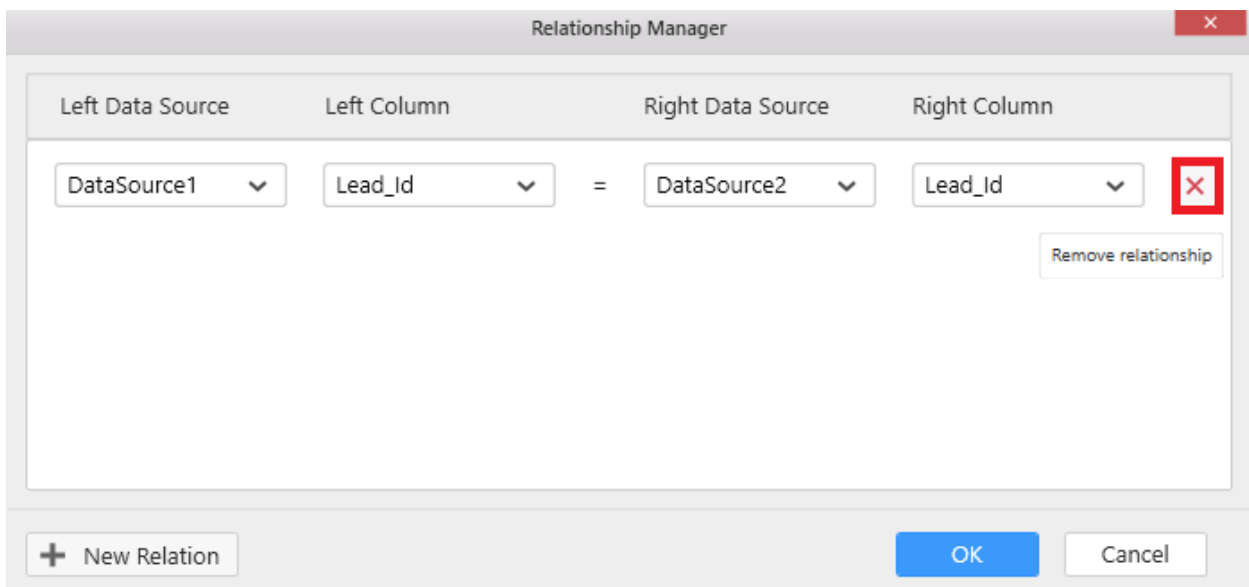 Relationship Manager
Left Data Source Left Column Right Data Source Right Column
DataSource1 Lead_Id = DataSource2 Lead_Id
Remove relationship
New Relation OK Cancel